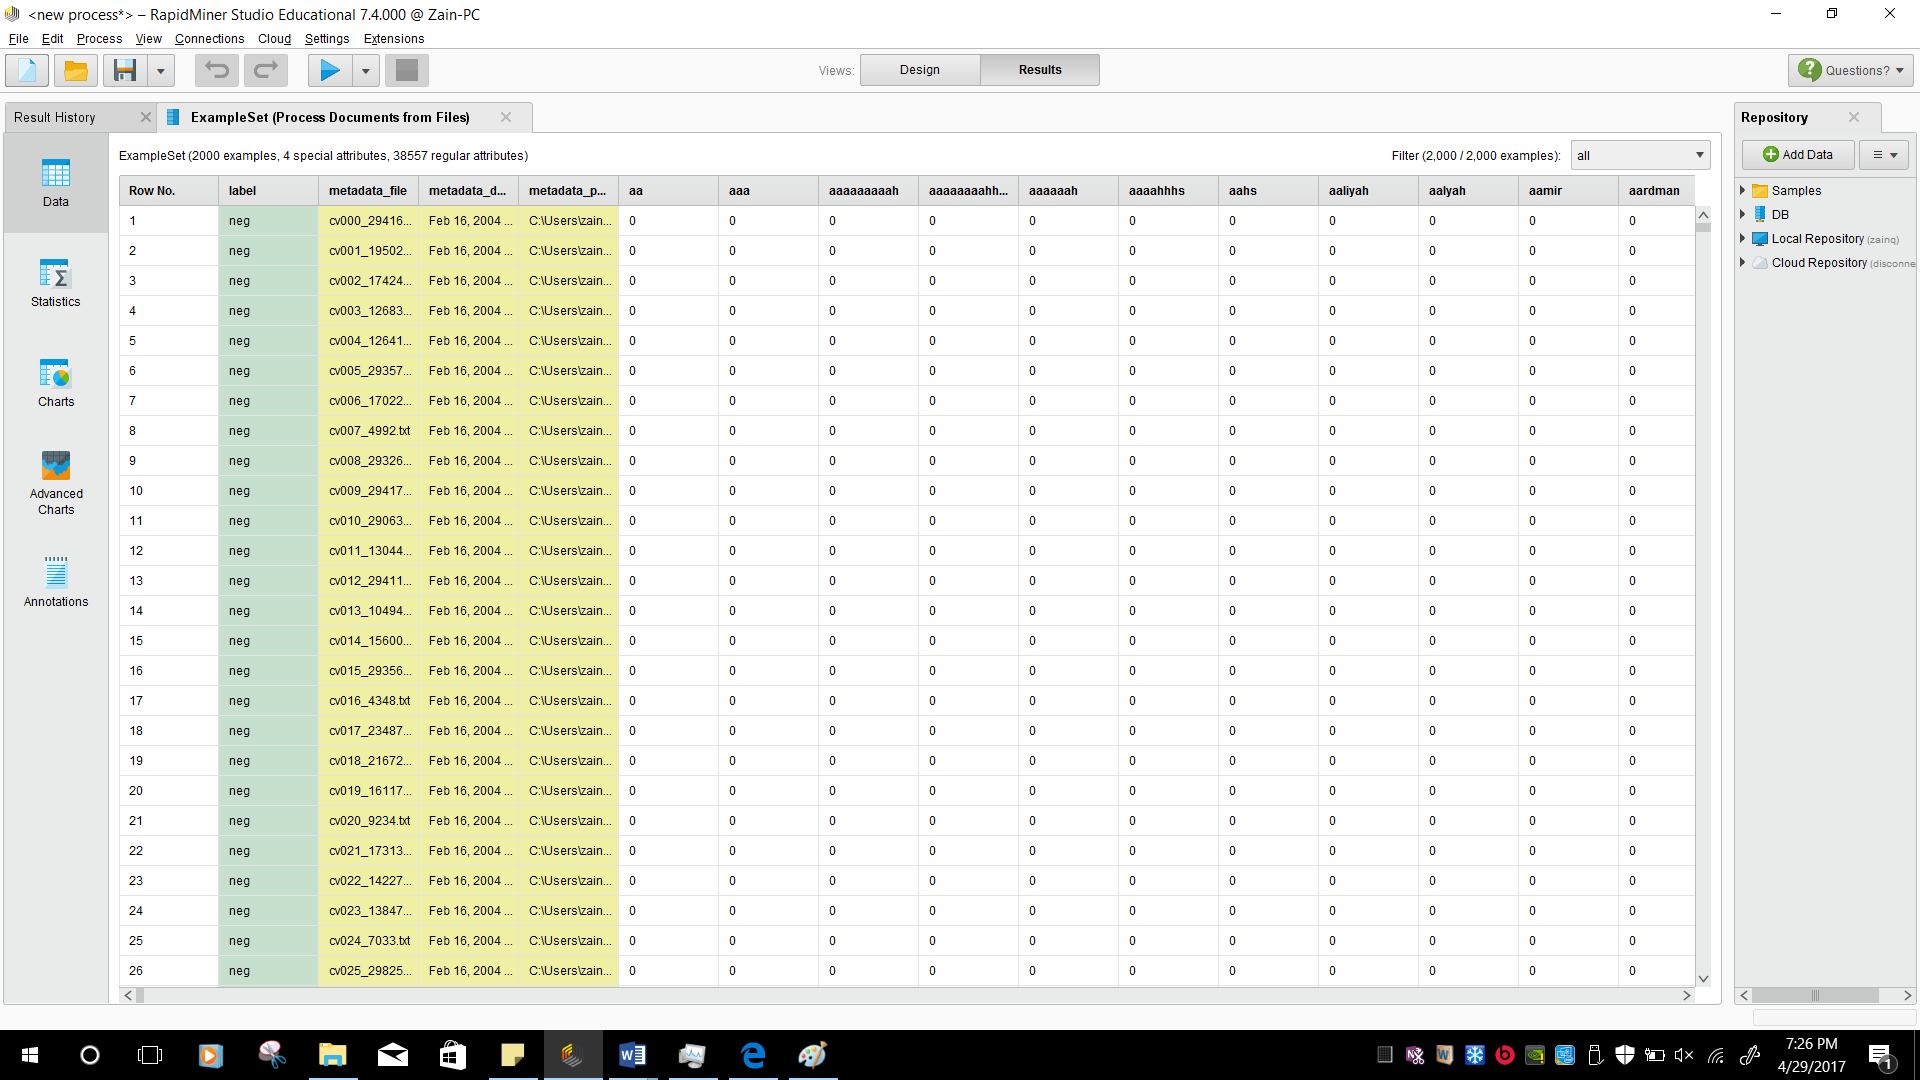 <new process*> – RapidMiner Studio Educational 7.4.000 @ Zain-PC
File Edit Process View Connections Cloud Settings Extensions
Views: Design Results Questions?
Result History ExampleSet (Process Documents from Files) Repository
ExampleSet (2000 examples, 4 special attributes, 38557 regular attributes) Filter (2,000 / 2,000 examples): all Add Data
Row No. label metadata_file metadata_d... metadata_p... aa aaa aaaaaaaaah aaaaaaaahh... aaaaaah aaaahhhs aahs aaliyah aalyah aamir aardman
1 neg cv000_29416... Feb 16, 2004 ... C:\Users\zain... 0 0 0 0 0 0 0 0 0 0 0
2 neg cv001_19502... Feb 16, 2004 ... C:\Users\zain... 0 0 0 0 0 0 0 0 0 0 0
3 neg cv002_17424... Feb 16, 2004 ... C:\Users\zain... 0 0 0 0 0 0 0 0 0 0 0
4 neg cv003_12683... Feb 16, 2004 ... C:\Users\zain... 0 0 0 0 0 0 0 0 0 0 0
5 neg cv004_12641... Feb 16, 2004 ... C:\Users\zain... 0 0 0 0 0 0 0 0 0 0 0
6 neg cv005_29357... Feb 16, 2004 ... C:\Users\zain... 0 0 0 0 0 0 0 0 0 0 0
7 neg cv006_17022... Feb 16, 2004 ... C:\Users\zain... 0 0 0 0 0 0 0 0 0 0 0
8 neg cv007_4992.txt Feb 16, 2004 ... C:\Users\zain... 0 0 0 0 0 0 0 0 0 0 0
9 neg cv008_29326... Feb 16, 2004 ... C:\Users\zain... 0 0 0 0 0 0 0 0 0 0 0
10 neg cv009_29417... Feb 16, 2004 ... C:\Users\zain... 0 0 0 0 0 0 0 0 0 0 0
11 neg cv010_29063... Feb 16, 2004 ... C:\Users\zain... 0 0 0 0 0 0 0 0 0 0 0
12 neg cv011_13044... Feb 16, 2004 ... C:\Users\zain... 0 0 0 0 0 0 0 0 0 0 0
13 neg cv012_29411... Feb 16, 2004 ... C:\Users\zain... 0 0 0 0 0 0 0 0 0 0 0
14 neg cv013_10494... Feb 16, 2004 ... C:\Users\zain... 0 0 0 0 0 0 0 0 0 0 0
15 neg cv014_15600... Feb 16, 2004 ... C:\Users\zain... 0 0 0 0 0 0 0 0 0 0 0
16 neg cv015_29356... Feb 16, 2004 ... C:\Users\zain... 0 0 0 0 0 0 0 0 0 0 0
17 neg cv016_4348.txt Feb 16, 2004 ... C:\Users\zain... 0 0 0 0 0 0 0 0 0 0 0
18 neg cv017_23487... Feb 16, 2004 ... C:\Users\zain... 0 0 0 0 0 0 0 0 0 0 0
19 neg cv018_21672... Feb 16, 2004 ... C:\Users\zain... 0 0 0 0 0 0 0 0 0 0 0
20 neg cv019_16117... Feb 16, 2004 ... C:\Users\zain... 0 0 0 0 0 0 0 0 0 0 0
21 neg cv020_9234.txt Feb 16, 2004 ... C:\Users\zain... 0 0 0 0 0 0 0 0 0 0 0
22 neg cv021_17313... Feb 16, 2004 ... C:\Users\zain... 0 0 0 0 0 0 0 0 0 0 0
23 neg cv022_14227... Feb 16, 2004 ... C:\Users\zain... 0 0 0 0 0 0 0 0 0 0 0
24 neg cv023_13847... Feb 16, 2004 ... C:\Users\zain... 0 0 0 0 0 0 0 0 0 0 0
25 neg cv024_7033.txt Feb 16, 2004 ... C:\Users\zain... 0 0 0 0 0 0 0 0 0 0 0
26 neg cv025_29825... Feb 16, 2004 ... C:\Users\zain... 0 0 0 0 0 0 0 0 0 0 0
Data
Statistics
Charts
Advanced
Charts
Annotations
Samples
DB
Local Repository (zainq)
Cloud Repository (disconne
7:26 PM
4/29/2017
1